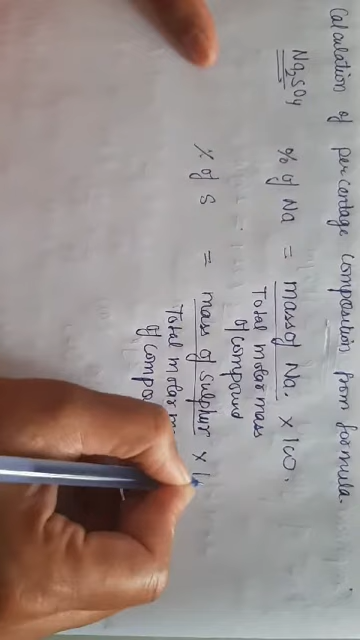 Calculation of percentage composition from formula.
Na₂SO₄ % of Na = mass of Na. × 100.
Total molar mass
of compound
% of S = mass of Sulphur ×
Total molar
of compo